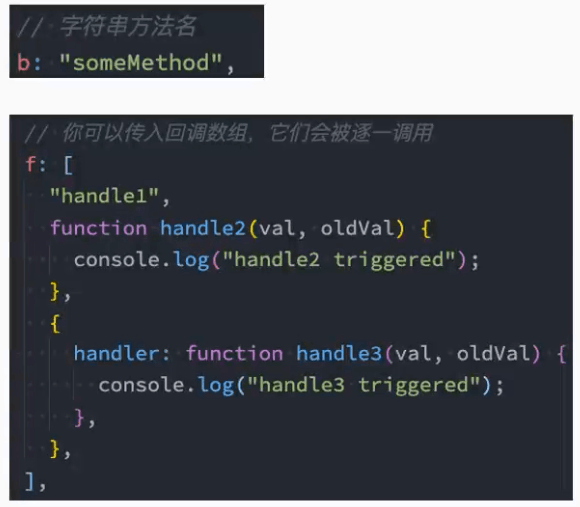 // 字符串方法名
b: "someMethod",
// 你可以传入回调数组，它们会被逐一调用
f: [
"handle1",
function handle2(val, oldVal) {
console.log("handle2 triggered");
},
{
handler: function handle3(val, oldVal) {
console.log("handle3 triggered");
},
},
],